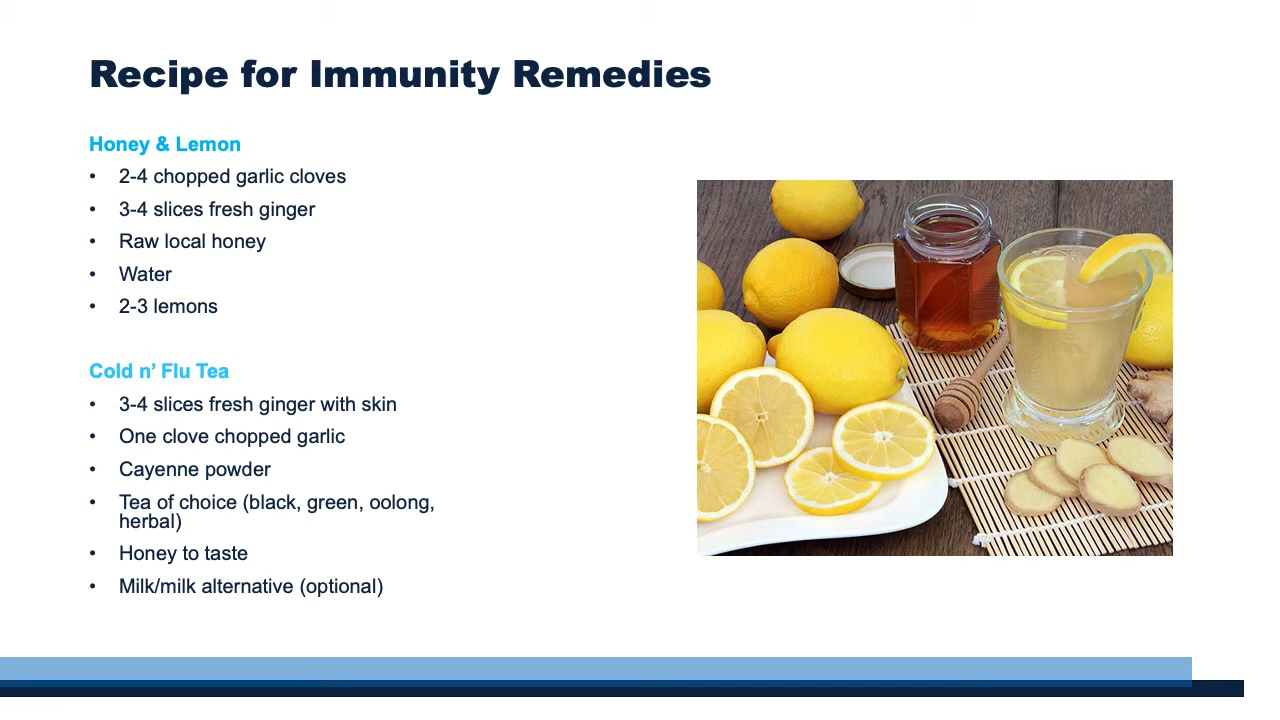 Recipe for Immunity Remedies
Honey & Lemon
• 2-4 chopped garlic cloves
• 3-4 slices fresh ginger
• Raw local honey
• Water
• 2-3 lemons
Cold n’ Flu Tea
• 3-4 slices fresh ginger with skin
• One clove chopped garlic
• Cayenne powder
• Tea of choice (black, green, oolong,
herbal)
• Honey to taste
• Milk/milk alternative (optional)